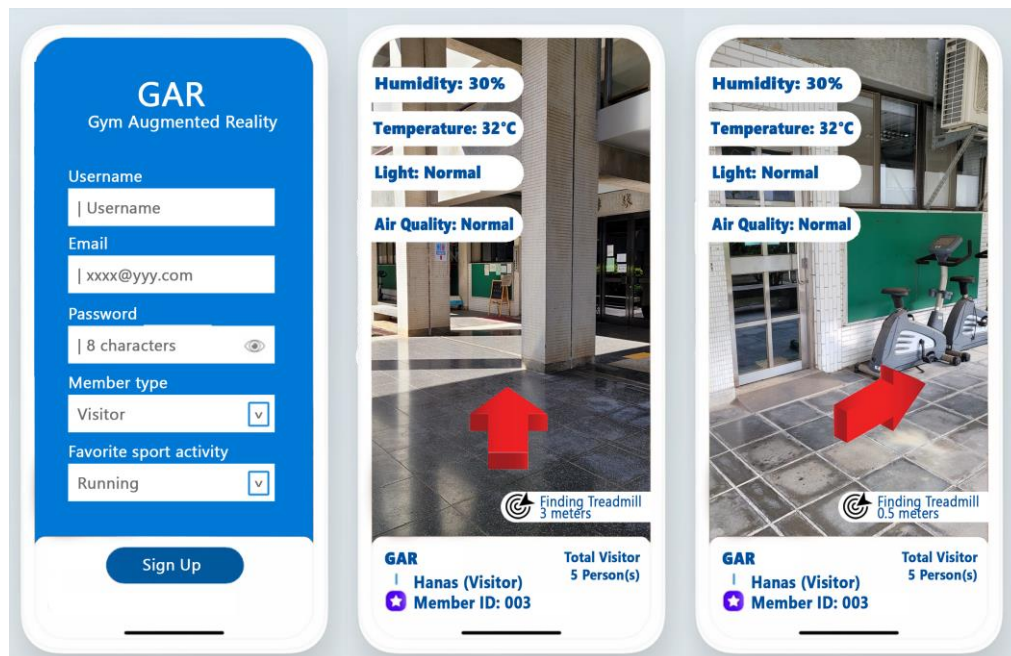 GAR
Gym Augmented Reality
Username
| Username
Email
| xxxx@yyy.com
Password
| 8 characters
Member type
Visitor
v
Favorite sport activity
Running
v
Sign Up
Humidity: 30%
Temperature: 32°C
Light: Normal
Air Quality: Normal
Finding Treadmill
3 meters
GAR
Hanas (Visitor)
Member ID: 003
Total Visitor
5 Person(s)
Humidity: 30%
Temperature: 32°C
Light: Normal
Air Quality: Normal
Finding Treadmill
0.5 meters
GAR
Hanas (Visitor)
Member ID: 003
Total Visitor
5 Person(s)